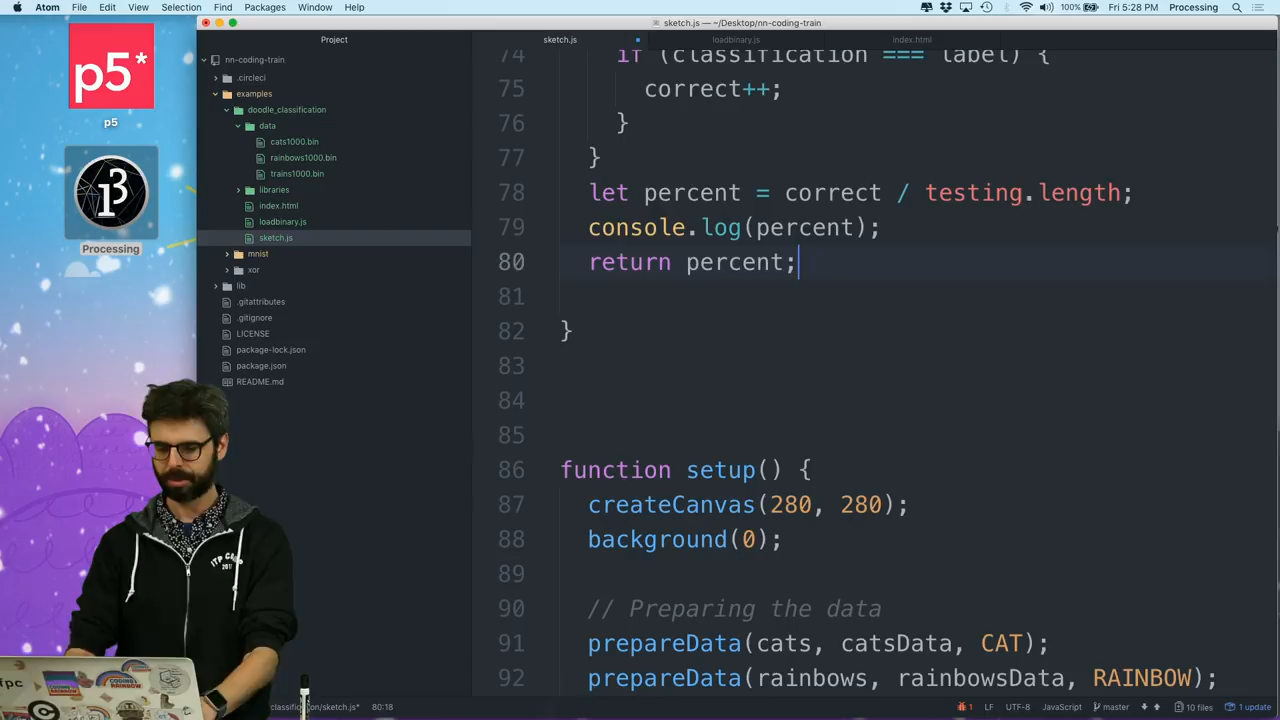 Atom File Edit View Selection Find Packages Window Help
100% Fri 5:28 PM Processing
sketch.js — ~/Desktop/nn-coding-train
Project
sketch.js loadbinary.js index.html
p5*
p5
Processing
nn-coding-train
.circleci
examples
doodle_classification
data
cats1000.bin
rainbows1000.bin
trains1000.bin
libraries
index.html
loadbinary.js
sketch.js
mnist
xor
lib
.gitattributes
.gitignore
LICENSE
package-lock.json
package.json
README.md
74 if (classification === label) {
75 correct++;
76 }
77 }
78 let percent = correct / testing.length;
79 console.log(percent);
80 return percent;
81
82 }
83
84
85
86 function setup() {
87 createCanvas(280, 280);
88 background(0);
89
90 // Preparing the data
91 prepareData(cats, catsData, CAT);
92 prepareData(rainbows, rainbowsData, RAINBOW);
classification/sketch.js* 80:18
1 LF UTF-8 JavaScript master 10 files 1 update